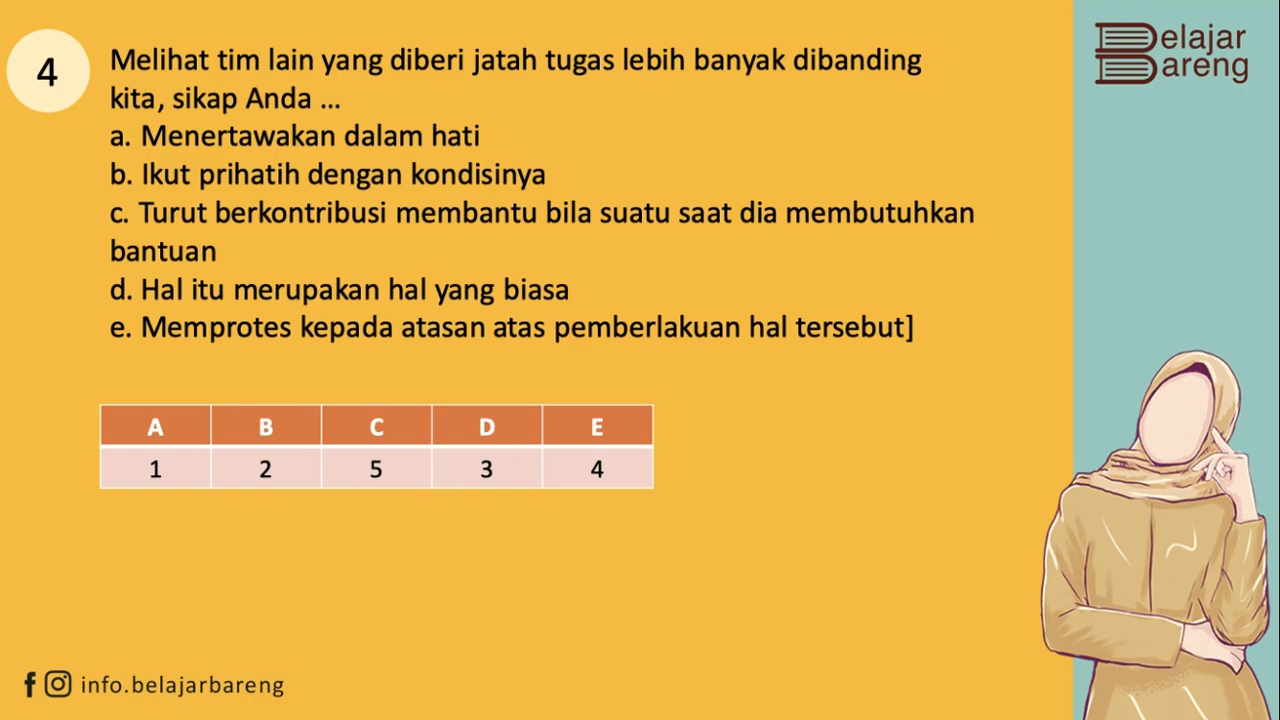 4
Melihat tim lain yang diberi jatah tugas lebih banyak dibanding
kita, sikap Anda ...
a. Menertawakan dalam hati
b. Ikut prihatih dengan kondisinya
c. Turut berkontribusi membantu bila suatu saat dia membutuhkan
bantuan
d. Hal itu merupakan hal yang biasa
e. Memprotes kepada atasan atas pemberlakuan hal tersebut]
A B C D E
1 2 5 3 4
Belajar
Bareng
info.belajarbareng